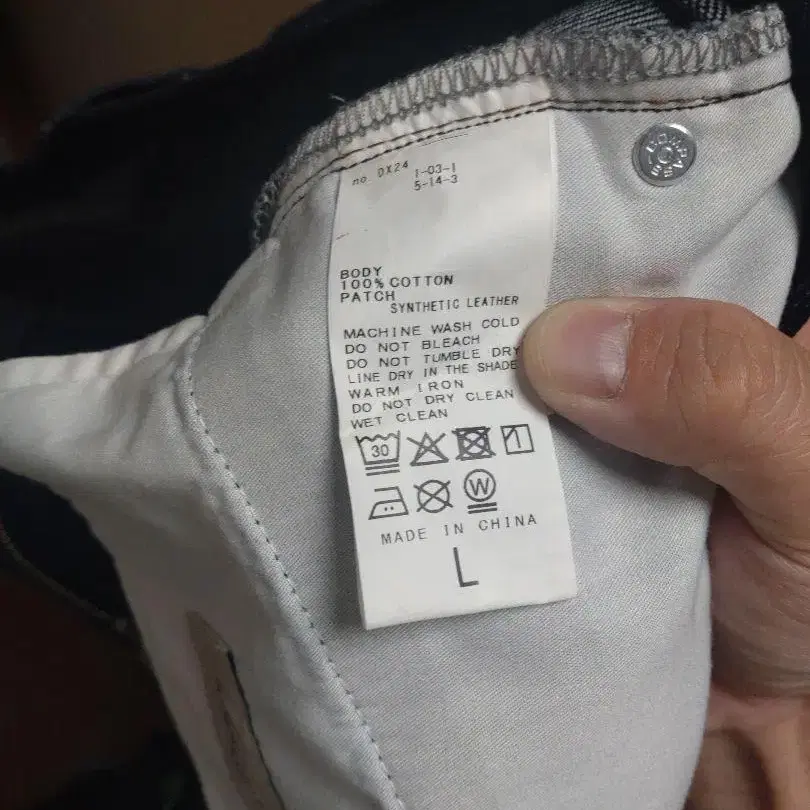 no. DX24 1-03-1
5-14-3
BODY
100% COTTON
PATCH
SYNTHETIC LEATHER
MACHINE WASH COLD
DO NOT BLEACH
DO NOT TUMBLE DRY
LINE DRY IN THE SHADE
WARM IRON
DO NOT DRY CLEAN
WET CLEAN
30
W
MADE IN CHINA
L
COMPASS